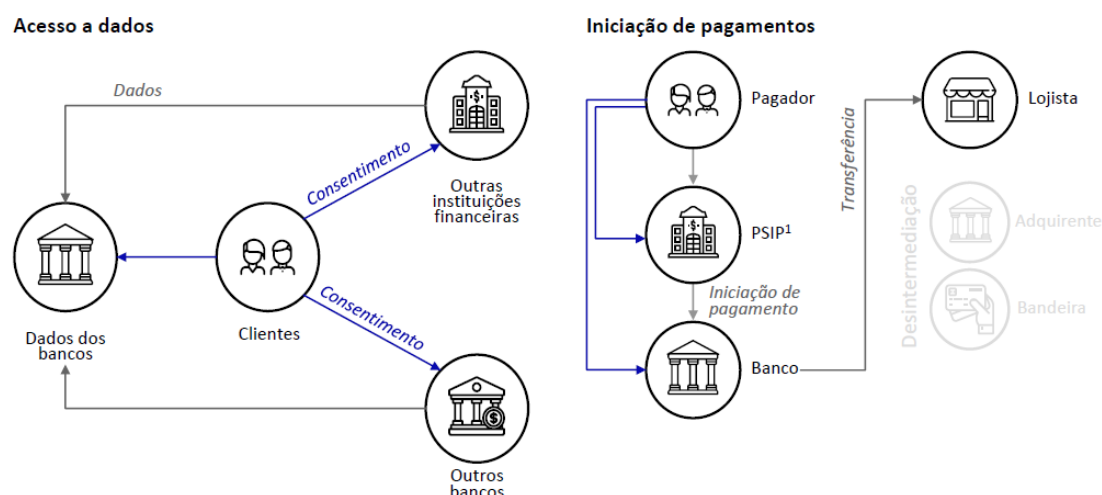 Acesso a dados
Dados
Consentimento
Outras
instituições
financeiras
Clientes
Dados dos
bancos
Consentimento
Outros
bancos
Iniciação de pagamentos
Pagador
Lojista
Transferência
PSIP¹
Iniciação de
pagamento
Banco
Desintermediação
Adquirente
Bandeira